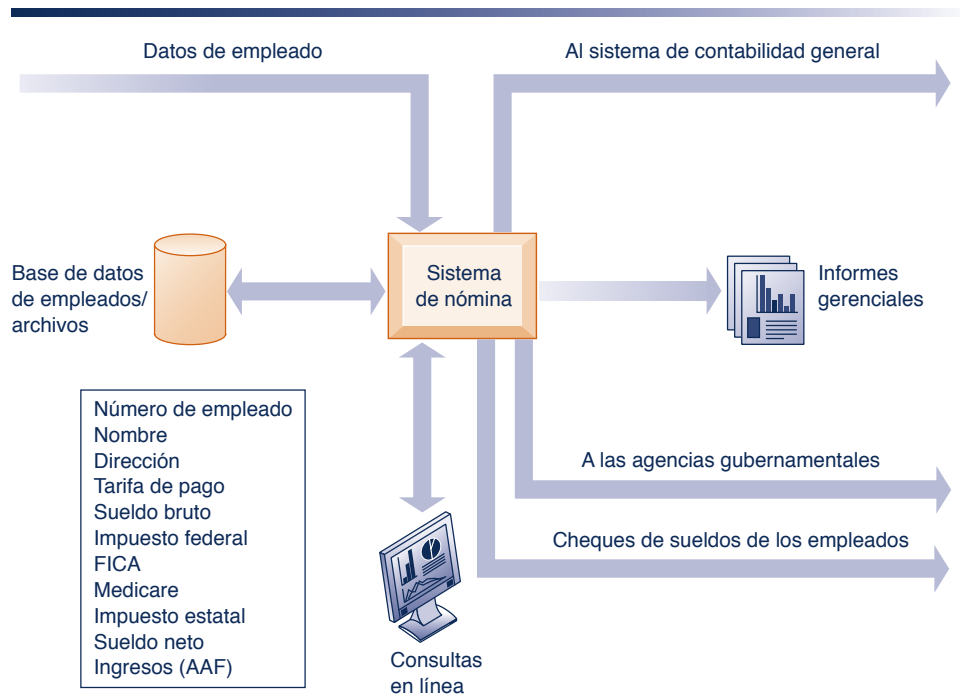 Datos de empleado
Al sistema de contabilidad general
Base de datos
de empleados/
archivos
Sistema
de nómina
Informes
gerenciales
Número de empleado
Nombre
Dirección
Tarifa de pago
Sueldo bruto
Impuesto federal
FICA
Medicare
Impuesto estatal
Sueldo neto
Ingresos (AAF)
A las agencias gubernamentales
Cheques de sueldos de los empleados
Consultas
en línea